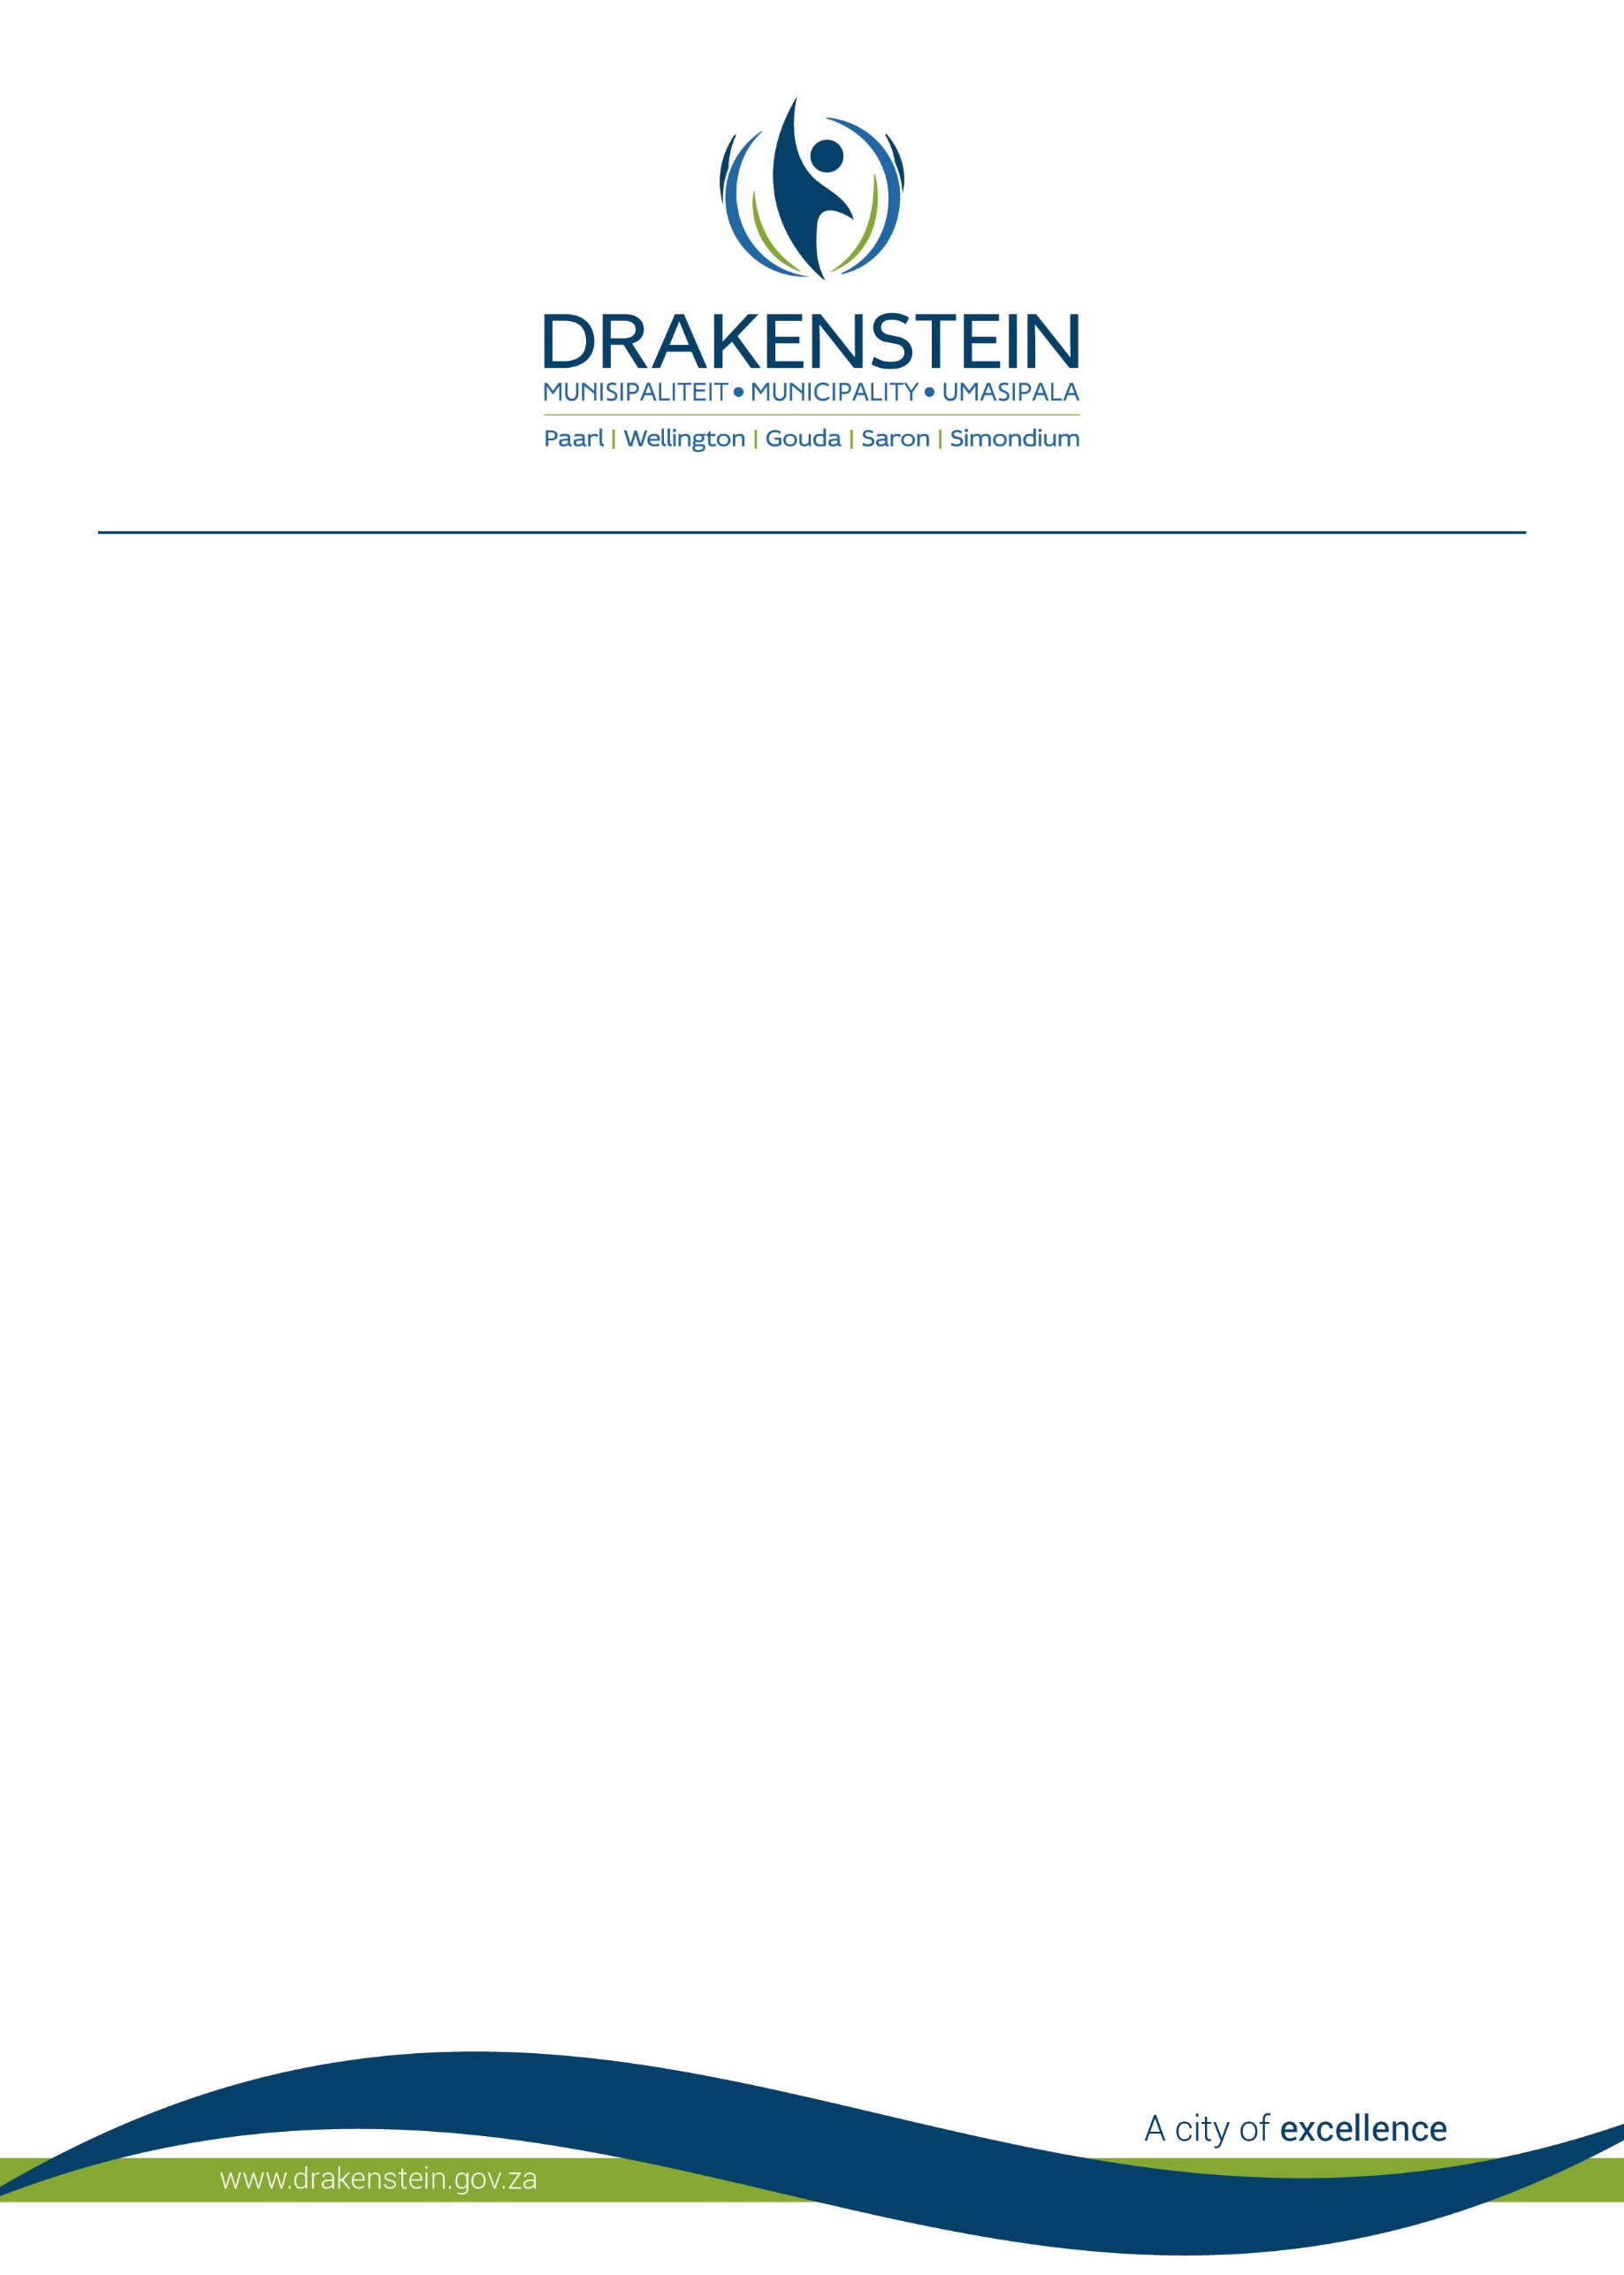 DRAKENSTEIN
MUNISIPALITEIT • MUNICIPALITY • UMASIPALA
Paarl | Wellington | Gouda | Saron | Simondium
A city of excellence
www.drakenstein.gov.za